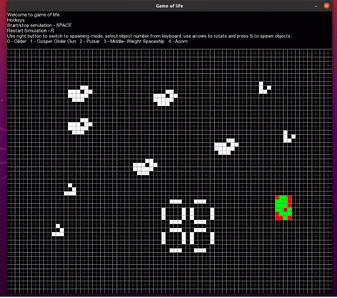 Game of life
Welcome to game of life
Hotkeys:
Start/stop simulation - SPACE
Restart Simulation - R
Use right button to switch to spawning mode, select object number from keyboard, use arrows to rotate and press S to spawn objects.
0 - Glider 1 - Gosper Glider Gun 2 - Pulsar 3 - Middle- Weight Spaceship 4 - Acorn